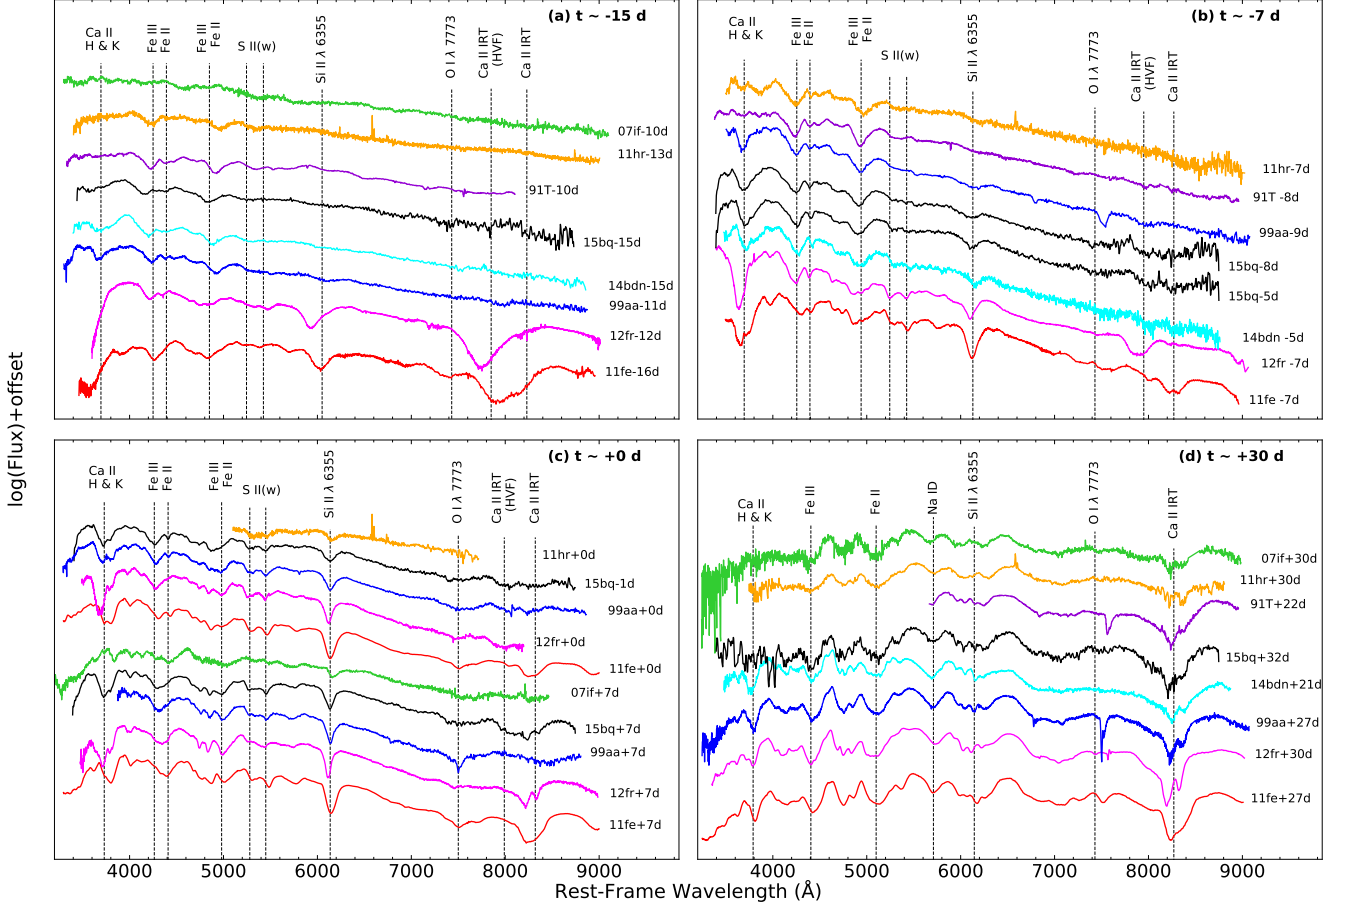 log(Flux)+offset
(a) t ~ -15 d
Ca II
H & K
Fe III
Fe II
Fe III
Fe II
S II(w)
Si II λ 6355
O I λ 7773
Ca II IRT
(HVF)
Ca II IRT
07if-10d
11hr-13d
91T-10d
15bq-15d
14bdn-15d
99aa-11d
12fr-12d
11fe-16d
(b) t ~ -7 d
Ca II
H & K
Fe III
Fe II
Fe III
Fe II
S II(w)
Si II λ 6355
O I λ 7773
Ca II IRT
(HVF)
Ca II IRT
11hr-7d
91T -8d
99aa-9d
15bq-8d
15bq-5d
14bdn -5d
12fr -7d
11fe -7d
(c) t ~ +0 d
Ca II
H & K
Fe III
Fe II
Fe III
Fe II
S II(w)
Si II λ 6355
O I λ 7773
Ca II IRT
(HVF)
Ca II IRT
11hr+0d
15bq-1d
99aa+0d
12fr+0d
11fe+0d
07if+7d
15bq+7d
99aa+7d
12fr+7d
11fe+7d
4000 5000 6000 7000 8000 9000
(d) t ~ +30 d
Ca II
H & K
Fe III
Fe II
Na ID
Si II λ 6355
O I λ 7773
Ca II IRT
07if+30d
11hr+30d
91T+22d
15bq+32d
14bdn+21d
99aa+27d
12fr+30d
11fe+27d
4000 5000 6000 7000 8000 9000
Rest-Frame Wavelength (Å)